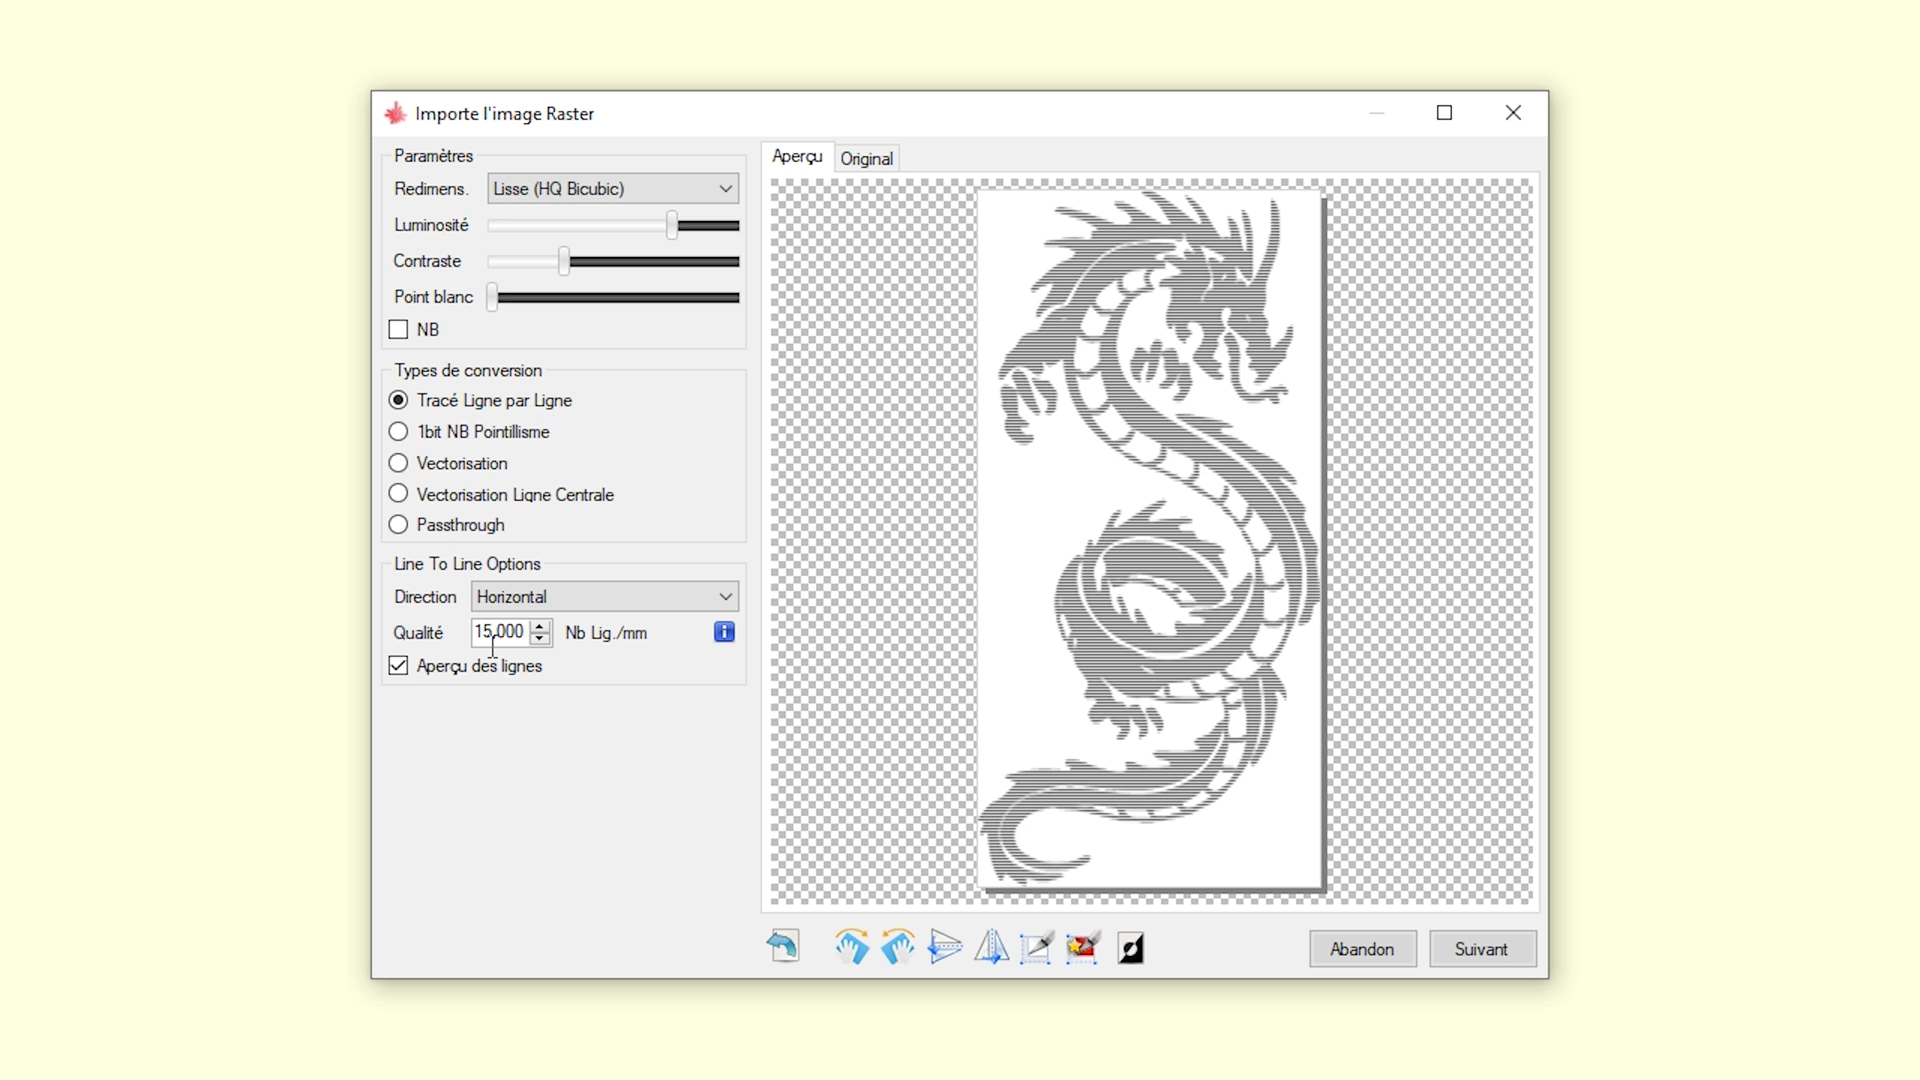 Importe l'image Raster
Paramètres
Redimens.
Lisse (HQ Bicubic)
Luminosité
Contraste
Point blanc
NB
Types de conversion
Tracé Ligne par Ligne
1bit NB Pointillisme
Vectorisation
Vectorisation Ligne Centrale
Passthrough
Line To Line Options
Direction
Horizontal
Qualité
15,000
Nb Lig./mm
Aperçu des lignes
Aperçu
Original
Abandon
Suivant